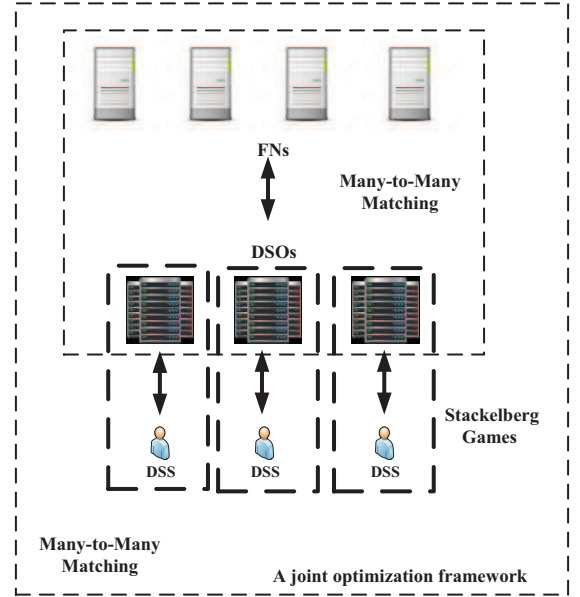 FNs
Many-to-Many
Matching
DSOs
Stackelberg
Games
DSS
DSS
DSS
Many-to-Many
Matching
A joint optimization framework